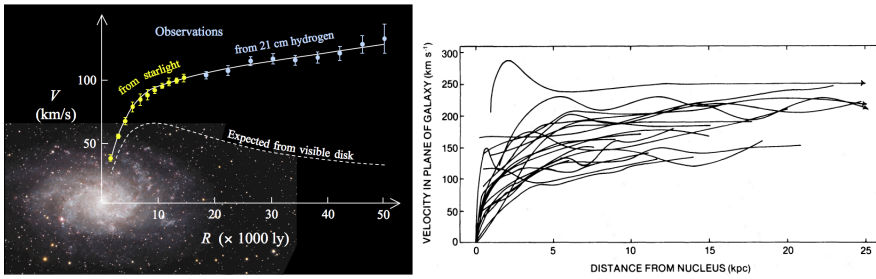 Observations
from 21 cm hydrogen
from starlight
100
V
(km/s)
50
Expected from visible disk
10
20
30
40
50
R (× 1000 ly)
VELOCITY IN PLANE OF GALAXY (km s⁻¹)
300
250
200
150
100
50
0
0
5
10
15
20
25
DISTANCE FROM NUCLEUS (kpc)